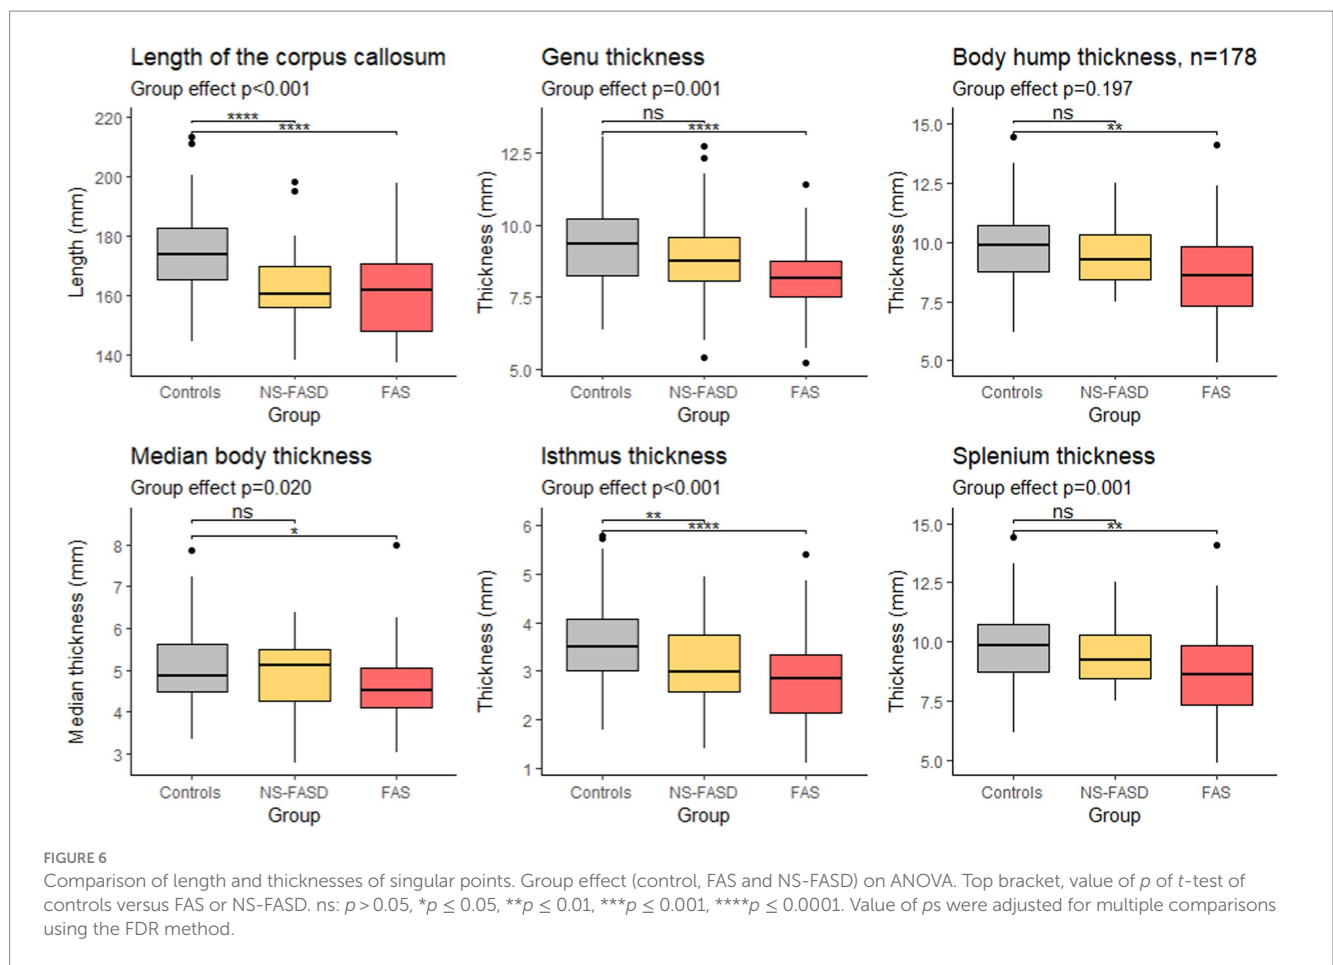 Length of the corpus callosum
Group effect p<0.001
220
200
180
160
140
Length (mm)
****
****
Controls NS-FASD FAS
Group
Genu thickness
Group effect p=0.001
12.5
10.0
7.5
5.0
Thickness (mm)
ns
****
Controls NS-FASD FAS
Group
Body hump thickness, n=178
Group effect p=0.197
15.0
12.5
10.0
7.5
5.0
Thickness (mm)
ns
**
Controls NS-FASD FAS
Group
Median body thickness
Group effect p=0.020
8
7
6
5
4
3
Median thickness (mm)
ns
*
Controls NS-FASD FAS
Group
Isthmus thickness
Group effect p<0.001
6
5
4
3
2
1
Thickness (mm)
**
****
Controls NS-FASD FAS
Group
Splenium thickness
Group effect p=0.001
15.0
12.5
10.0
7.5
5.0
Thickness (mm)
ns
**
Controls NS-FASD FAS
Group
FIGURE 6
Comparison of length and thicknesses of singular points. Group effect (control, FAS and NS-FASD) on ANOVA. Top bracket, value of p of t-test of
controls versus FAS or NS-FASD. ns: p > 0.05, *p ≤ 0.05, **p ≤ 0.01, ***p ≤ 0.001, ****p ≤ 0.0001. Value of ps were adjusted for multiple comparisons
using the FDR method.